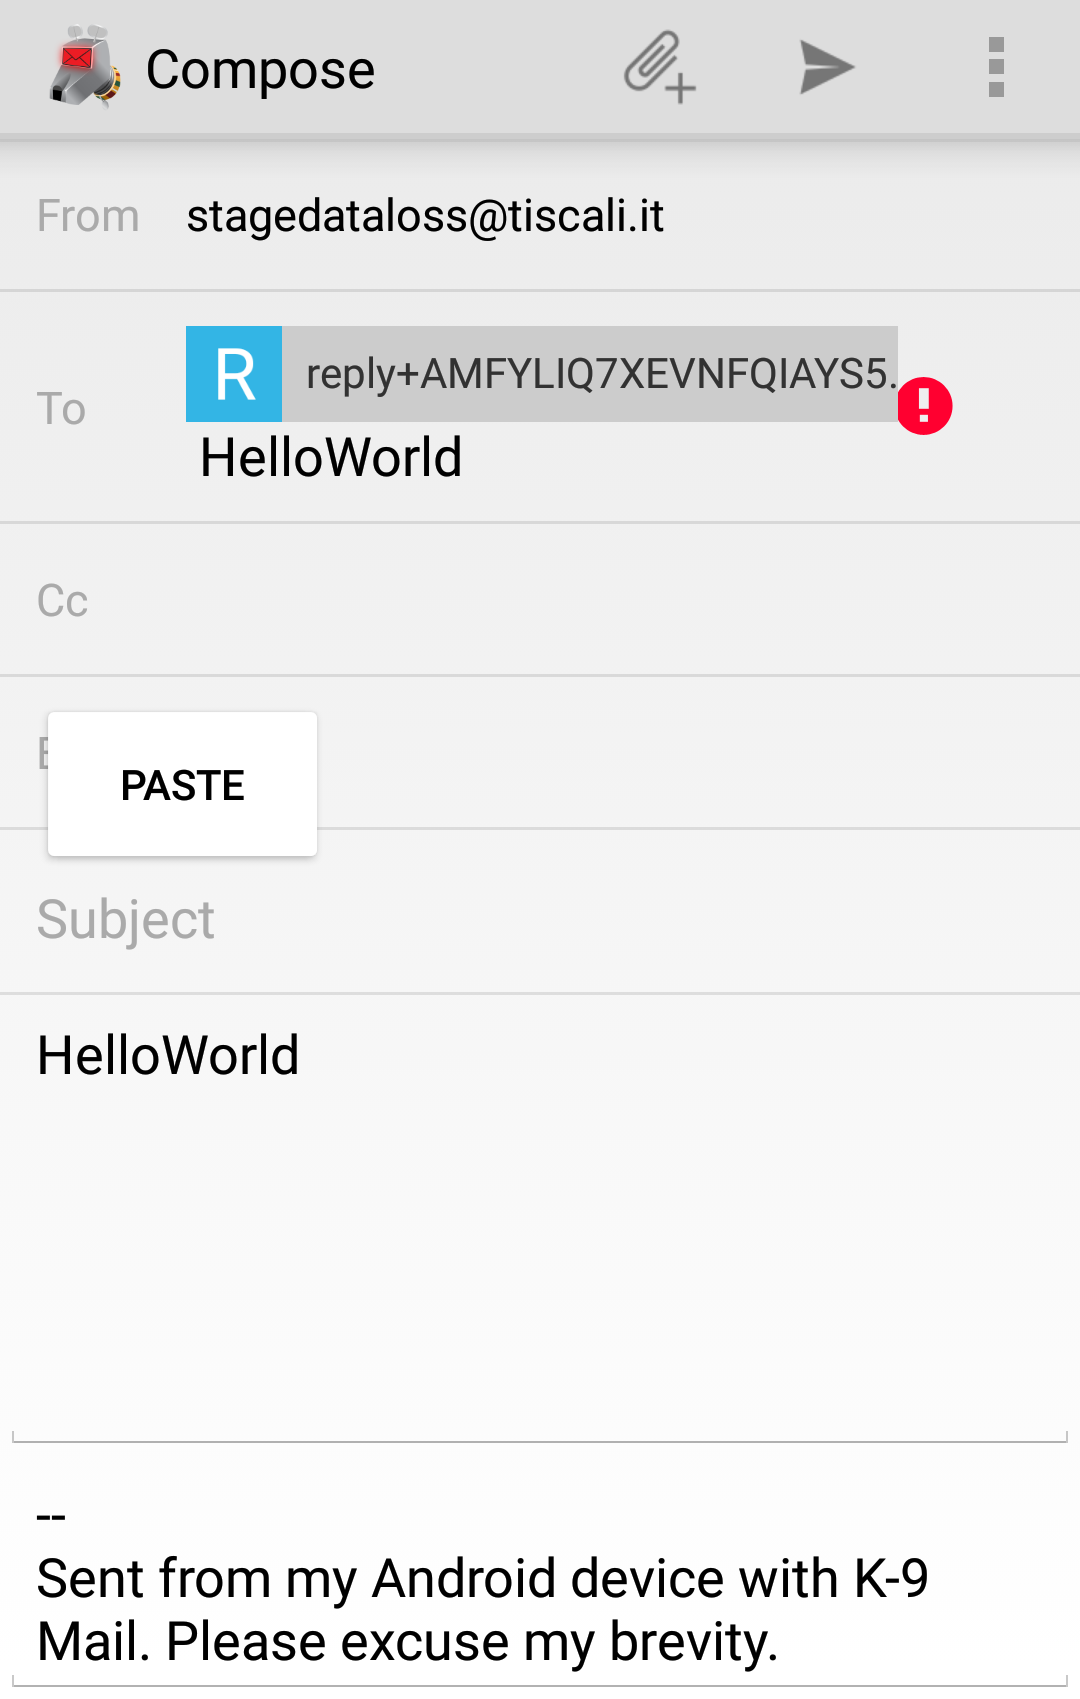 Compose
From stagedataloss@tiscali.it
R reply+AMFYLIQ7XEVNFQIAYS5.
To
HelloWorld
Cc
PASTE
Subject
HelloWorld
--
Sent from my Android device with K-9
Mail. Please excuse my brevity.